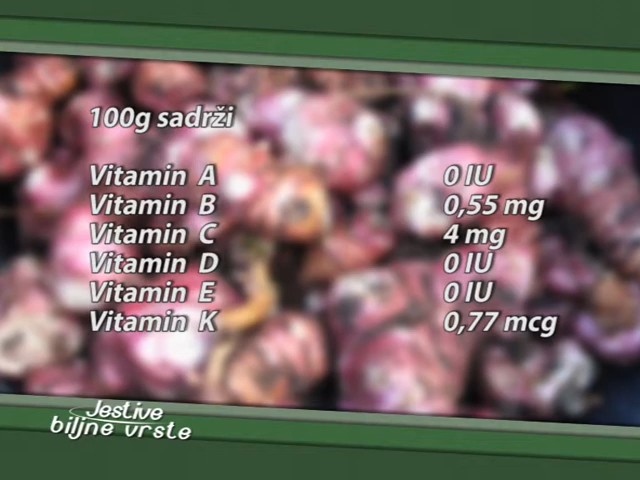 100g sadrži
Vitamin A 0 IU
Vitamin B 0,55 mg
Vitamin C 4 mg
Vitamin D 0 IU
Vitamin E 0 IU
Vitamin K 0,77 mcg
Jestive
biljne vrste